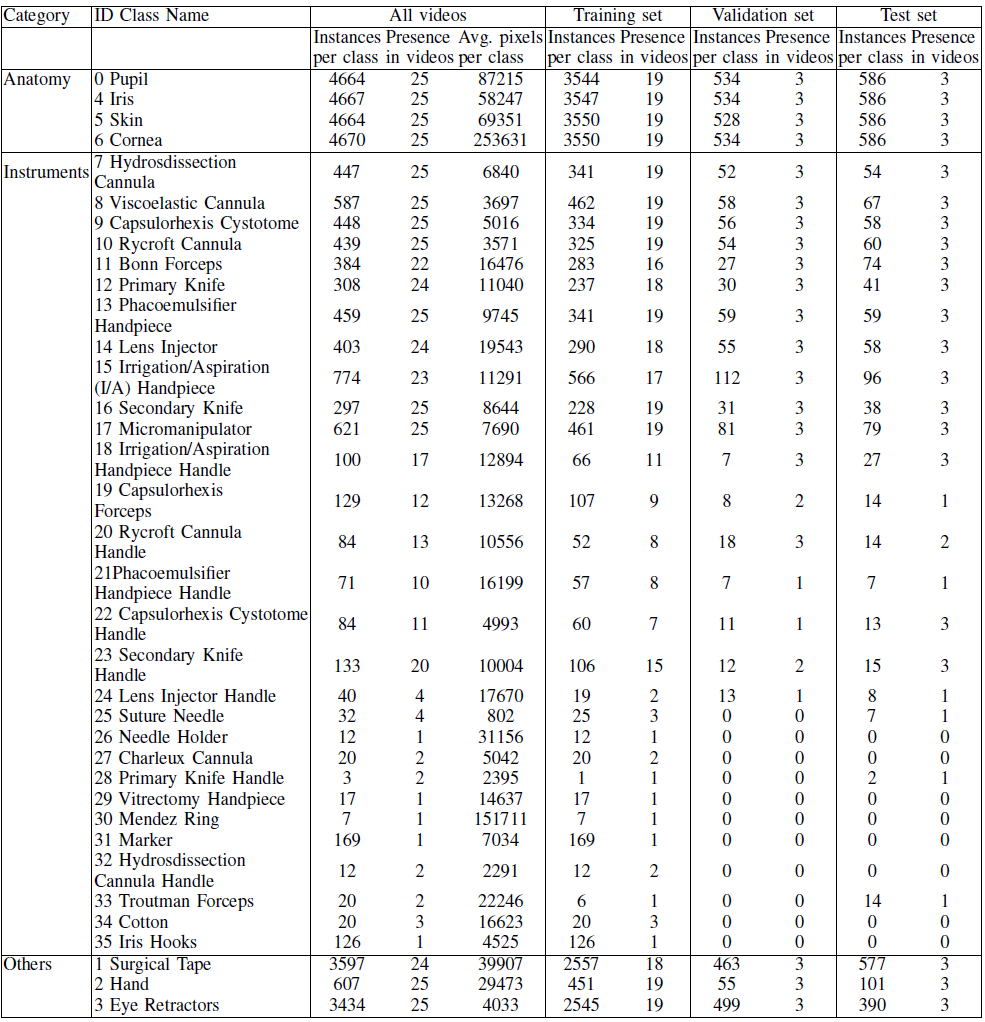 Category ID Class Name All videos Training set Validation set Test set
Instances Presence Avg. pixels Instances Presence Instances Presence Instances Presence
per class in videos per class per class in videos per class in videos per class in videos
Anatomy 0 Pupil 4664 25 87215 3544 19 534 3 586 3
4 Iris 4667 25 58247 3547 19 534 3 586 3
5 Skin 4664 25 69351 3550 19 528 3 586 3
6 Cornea 4670 25 253631 3550 19 534 3 586 3
Instruments 7 Hydrosdissection
Cannula 447 25 6840 341 19 52 3 54 3
8 Viscoelastic Cannula 587 25 3697 462 19 58 3 67 3
9 Capsulorhexis Cystotome 448 25 5016 334 19 56 3 58 3
10 Rycroft Cannula 439 25 3571 325 19 54 3 60 3
11 Bonn Forceps 384 22 16476 283 16 27 3 74 3
12 Primary Knife 308 24 11040 237 18 30 3 41 3
13 Phacoemulsifier
Handpiece 459 25 9745 341 19 59 3 59 3
14 Lens Injector 403 24 19543 290 18 55 3 58 3
15 Irrigation/Aspiration
(I/A) Handpiece 774 23 11291 566 17 112 3 96 3
16 Secondary Knife 297 25 8644 228 19 31 3 38 3
17 Micromanipulator 621 25 7690 461 19 81 3 79 3
18 Irrigation/Aspiration
Handpiece Handle 100 17 12894 66 11 7 3 27 3
19 Capsulorhexis
Forceps 129 12 13268 107 9 8 2 14 1
20 Rycroft Cannula
Handle 84 13 10556 52 8 18 3 14 2
21Phacoemulsifier
Handpiece Handle 71 10 16199 57 8 7 1 7 1
22 Capsulorhexis Cystotome
Handle 84 11 4993 60 7 11 1 13 3
23 Secondary Knife
Handle 133 20 10004 106 15 12 2 15 3
24 Lens Injector Handle 40 4 17670 19 2 13 1 8 1
25 Suture Needle 32 4 802 25 3 0 0 7 1
26 Needle Holder 12 1 31156 12 1 0 0 0 0
27 Charleux Cannula 20 2 5042 20 2 0 0 0 0
28 Primary Knife Handle 3 2 2395 1 1 0 0 2 1
29 Vitrectomy Handpiece 17 1 14637 17 1 0 0 0 0
30 Mendez Ring 7 1 151711 7 1 0 0 0 0
31 Marker 169 1 7034 169 1 0 0 0 0
32 Hydrosdissection
Cannula Handle 12 2 2291 12 2 0 0 0 0
33 Troutman Forceps 20 2 22246 6 1 0 0 14 1
34 Cotton 20 3 16623 20 3 0 0 0 0
35 Iris Hooks 126 1 4525 126 1 0 0 0 0
Others 1 Surgical Tape 3597 24 39907 2557 18 463 3 577 3
2 Hand 607 25 29473 451 19 55 3 101 3
3 Eye Retractors 3434 25 4033 2545 19 499 3 390 3